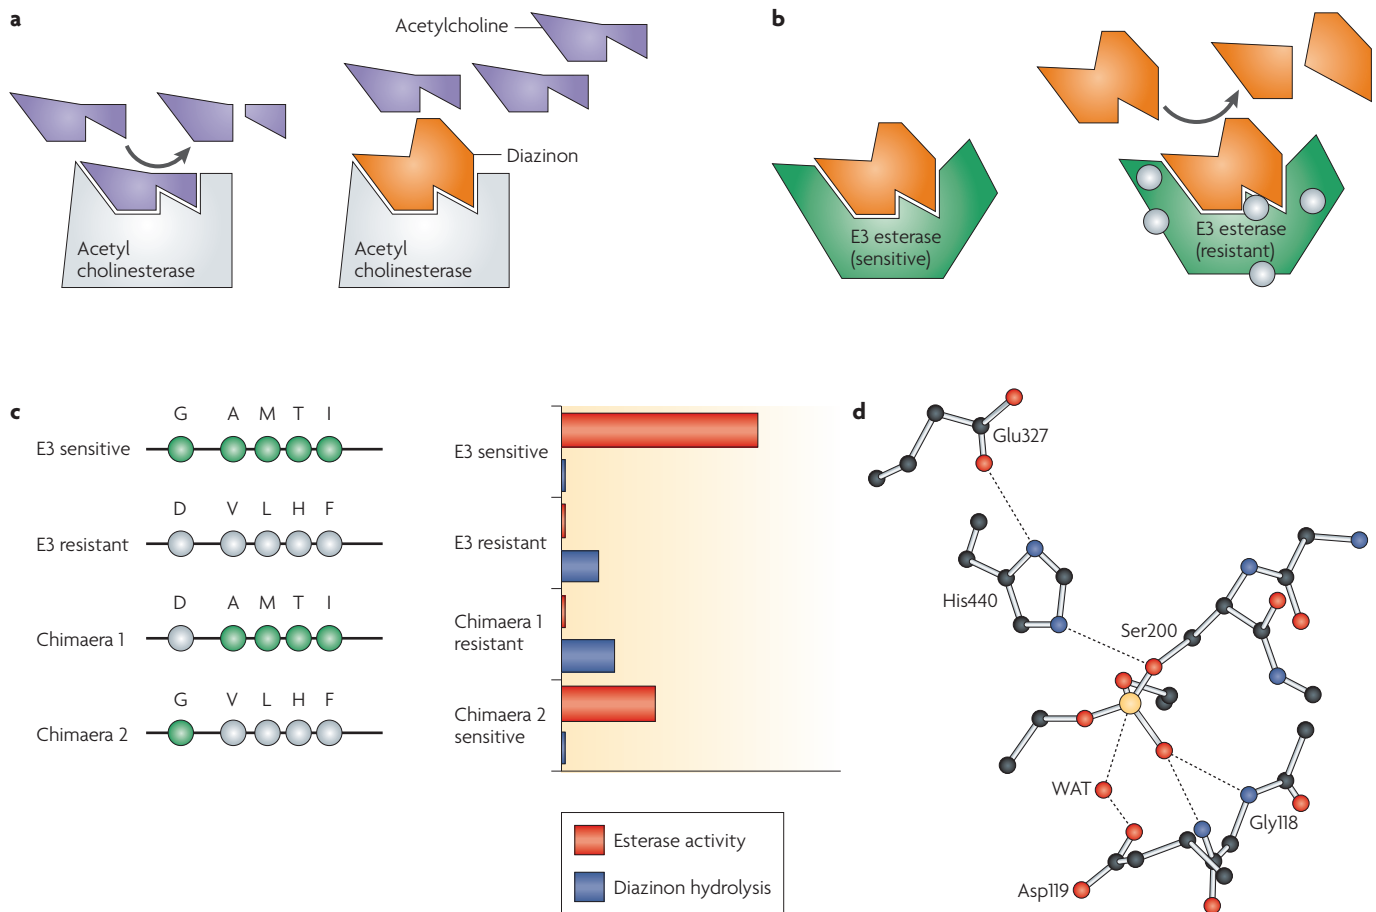 a
Acetylcholine
Diazinon
Acetyl
cholinesterase
Acetyl
cholinesterase
b
E3 esterase
(sensitive)
E3 esterase
(resistant)
c
G A M T I
E3 sensitive
D V L H F
E3 resistant
D A M T I
Chimaera 1
G V L H F
Chimaera 2
E3 sensitive
E3 resistant
Chimaera 1
resistant
Chimaera 2
sensitive
Esterase activity
Diazinon hydrolysis
d
Glu327
His440
Ser200
WAT
Gly118
Asp119